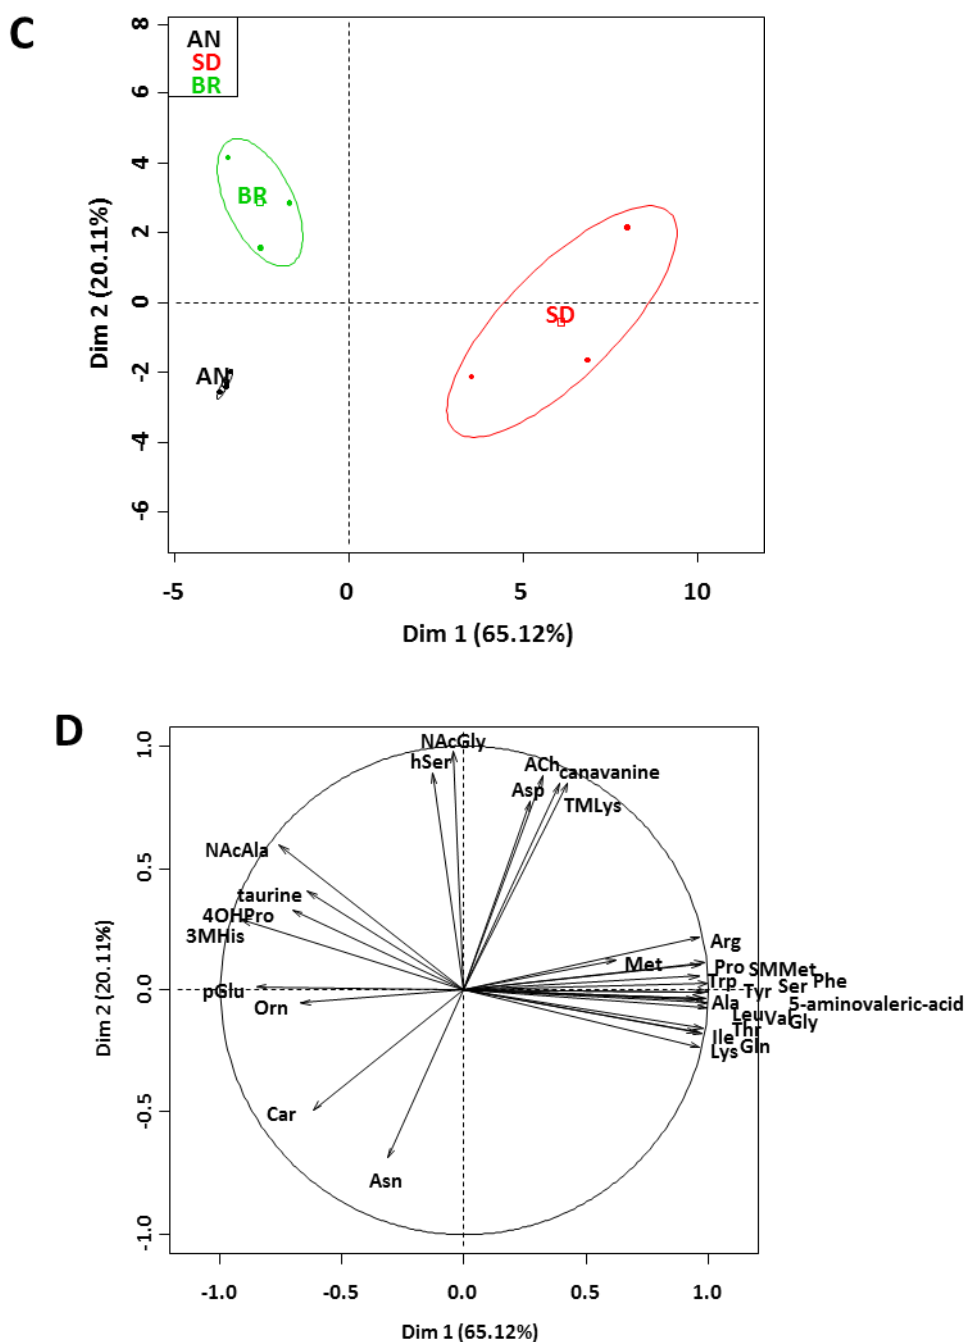 C
AN
SD
BR
8
6
4
2
0
-2
-4
-6
Dim 2 (20.11%)
BR
SD
AN
-5
0
5
10
Dim 1 (65.12%)
D
1.0
0.5
0.0
-0.5
-1.0
Dim 2 (20.11%)
NAcGly
hSer
ACh
canavanine
Asp
TMLys
NAcAla
taurine
4OHPro
3MHis
Arg
Met
Pro
SMMet
Trp
Tyr
Ser
Phe
pGlu
Orn
Ala
5-aminovaleric-acid
Leu
Val
Gly
Ile
Thr
Lys
Gln
Car
Asn
-1.0
-0.5
0.0
0.5
1.0
Dim 1 (65.12%)